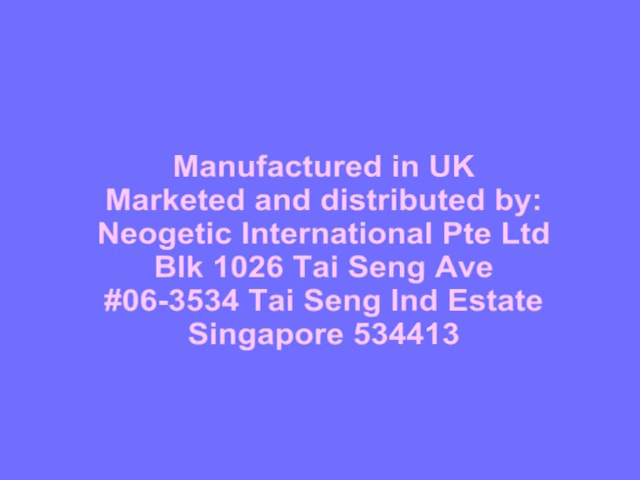 Manufactured in UK
Marketed and distributed by:
Neogetic International Pte Ltd
Blk 1026 Tai Seng Ave
#06-3534 Tai Seng Ind Estate
Singapore 534413